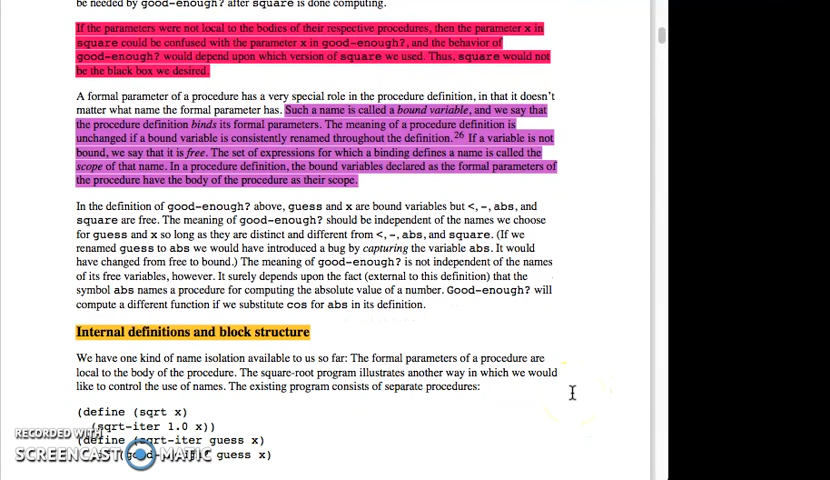 be needed by good-enough? after square is done computing.
If the parameters were not local to the bodies of their respective procedures, then the parameter x in
square could be confused with the parameter x in good-enough?, and the behavior of
good-enough? would depend upon which version of square we used. Thus, square would not
be the black box we desired.
A formal parameter of a procedure has a very special role in the procedure definition, in that it doesn't
matter what name the formal parameter has. Such a name is called a bound variable, and we say that
the procedure definition binds its formal parameters. The meaning of a procedure definition is
unchanged if a bound variable is consistently renamed throughout the definition.26 If a variable is not
bound, we say that it is free. The set of expressions for which a binding defines a name is called the
scope of that name. In a procedure definition, the bound variables declared as the formal parameters of
the procedure have the body of the procedure as their scope.
In the definition of good-enough? above, guess and x are bound variables but <, -, abs, and
square are free. The meaning of good-enough? should be independent of the names we choose
for guess and x so long as they are distinct and different from <, -, abs, and square. (If we
renamed guess to abs we would have introduced a bug by capturing the variable abs. It would
have changed from free to bound.) The meaning of good-enough? is not independent of the names
of its free variables, however. It surely depends upon the fact (external to this definition) that the
symbol abs names a procedure for computing the absolute value of a number. Good-enough? will
compute a different function if we substitute cos for abs in its definition.
Internal definitions and block structure
We have one kind of name isolation available to us so far: The formal parameters of a procedure are
local to the body of the procedure. The square-root program illustrates another way in which we would
like to control the use of names. The existing program consists of separate procedures:
(define (sqrt x)
(sqrt-iter 1.0 x))
(define (sqrt-iter guess x)
guess x)
RECORDED WITH
SCREENCAST MATIC